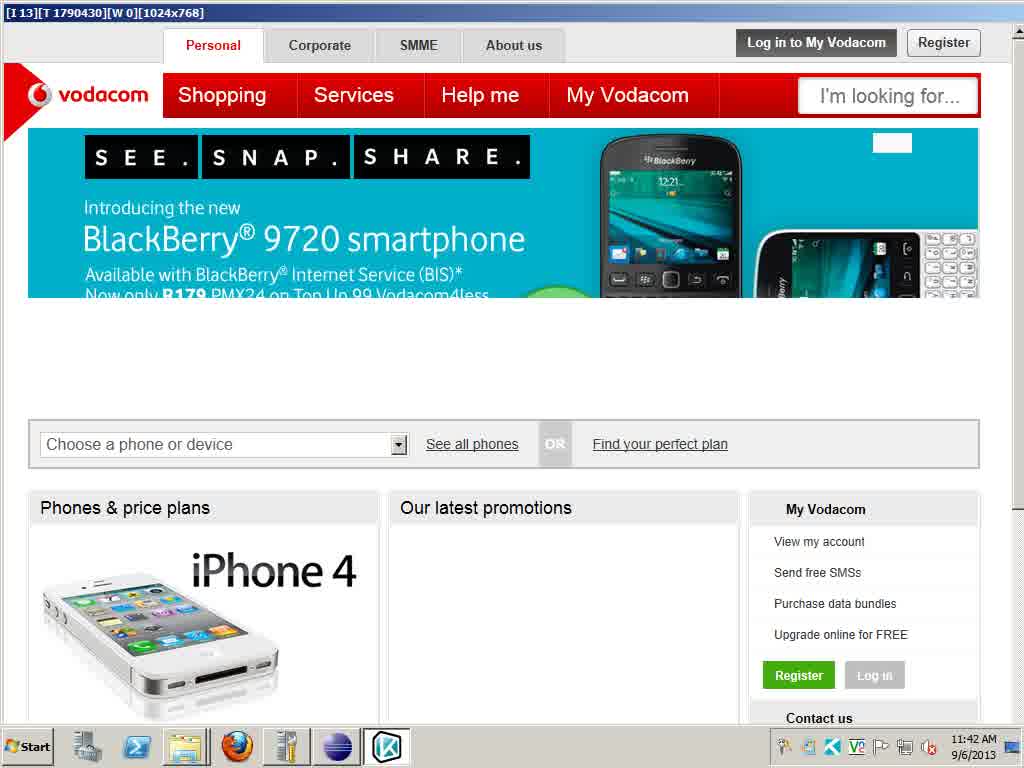 [I 13][T 1790430][W 0][1024x768]
Personal
Corporate
SMME
About us
Log in to My Vodacom
Register
vodacom
Shopping
Services
Help me
My Vodacom
I'm looking for...
SEE. SNAP. SHARE.
Introducing the new
BlackBerry® 9720 smartphone
Available with BlackBerry® Internet Service (BIS)*
Now only R179 PMX24 on Top Up 99 Vodacom4less
BlackBerry
12:21
Choose a phone or device
See all phones
OR
Find your perfect plan
Phones & price plans
Our latest promotions
My Vodacom
iPhone 4
View my account
Send free SMSs
Purchase data bundles
Upgrade online for FREE
Register
Log in
Contact us
Start
11:42 AM
9/6/2013